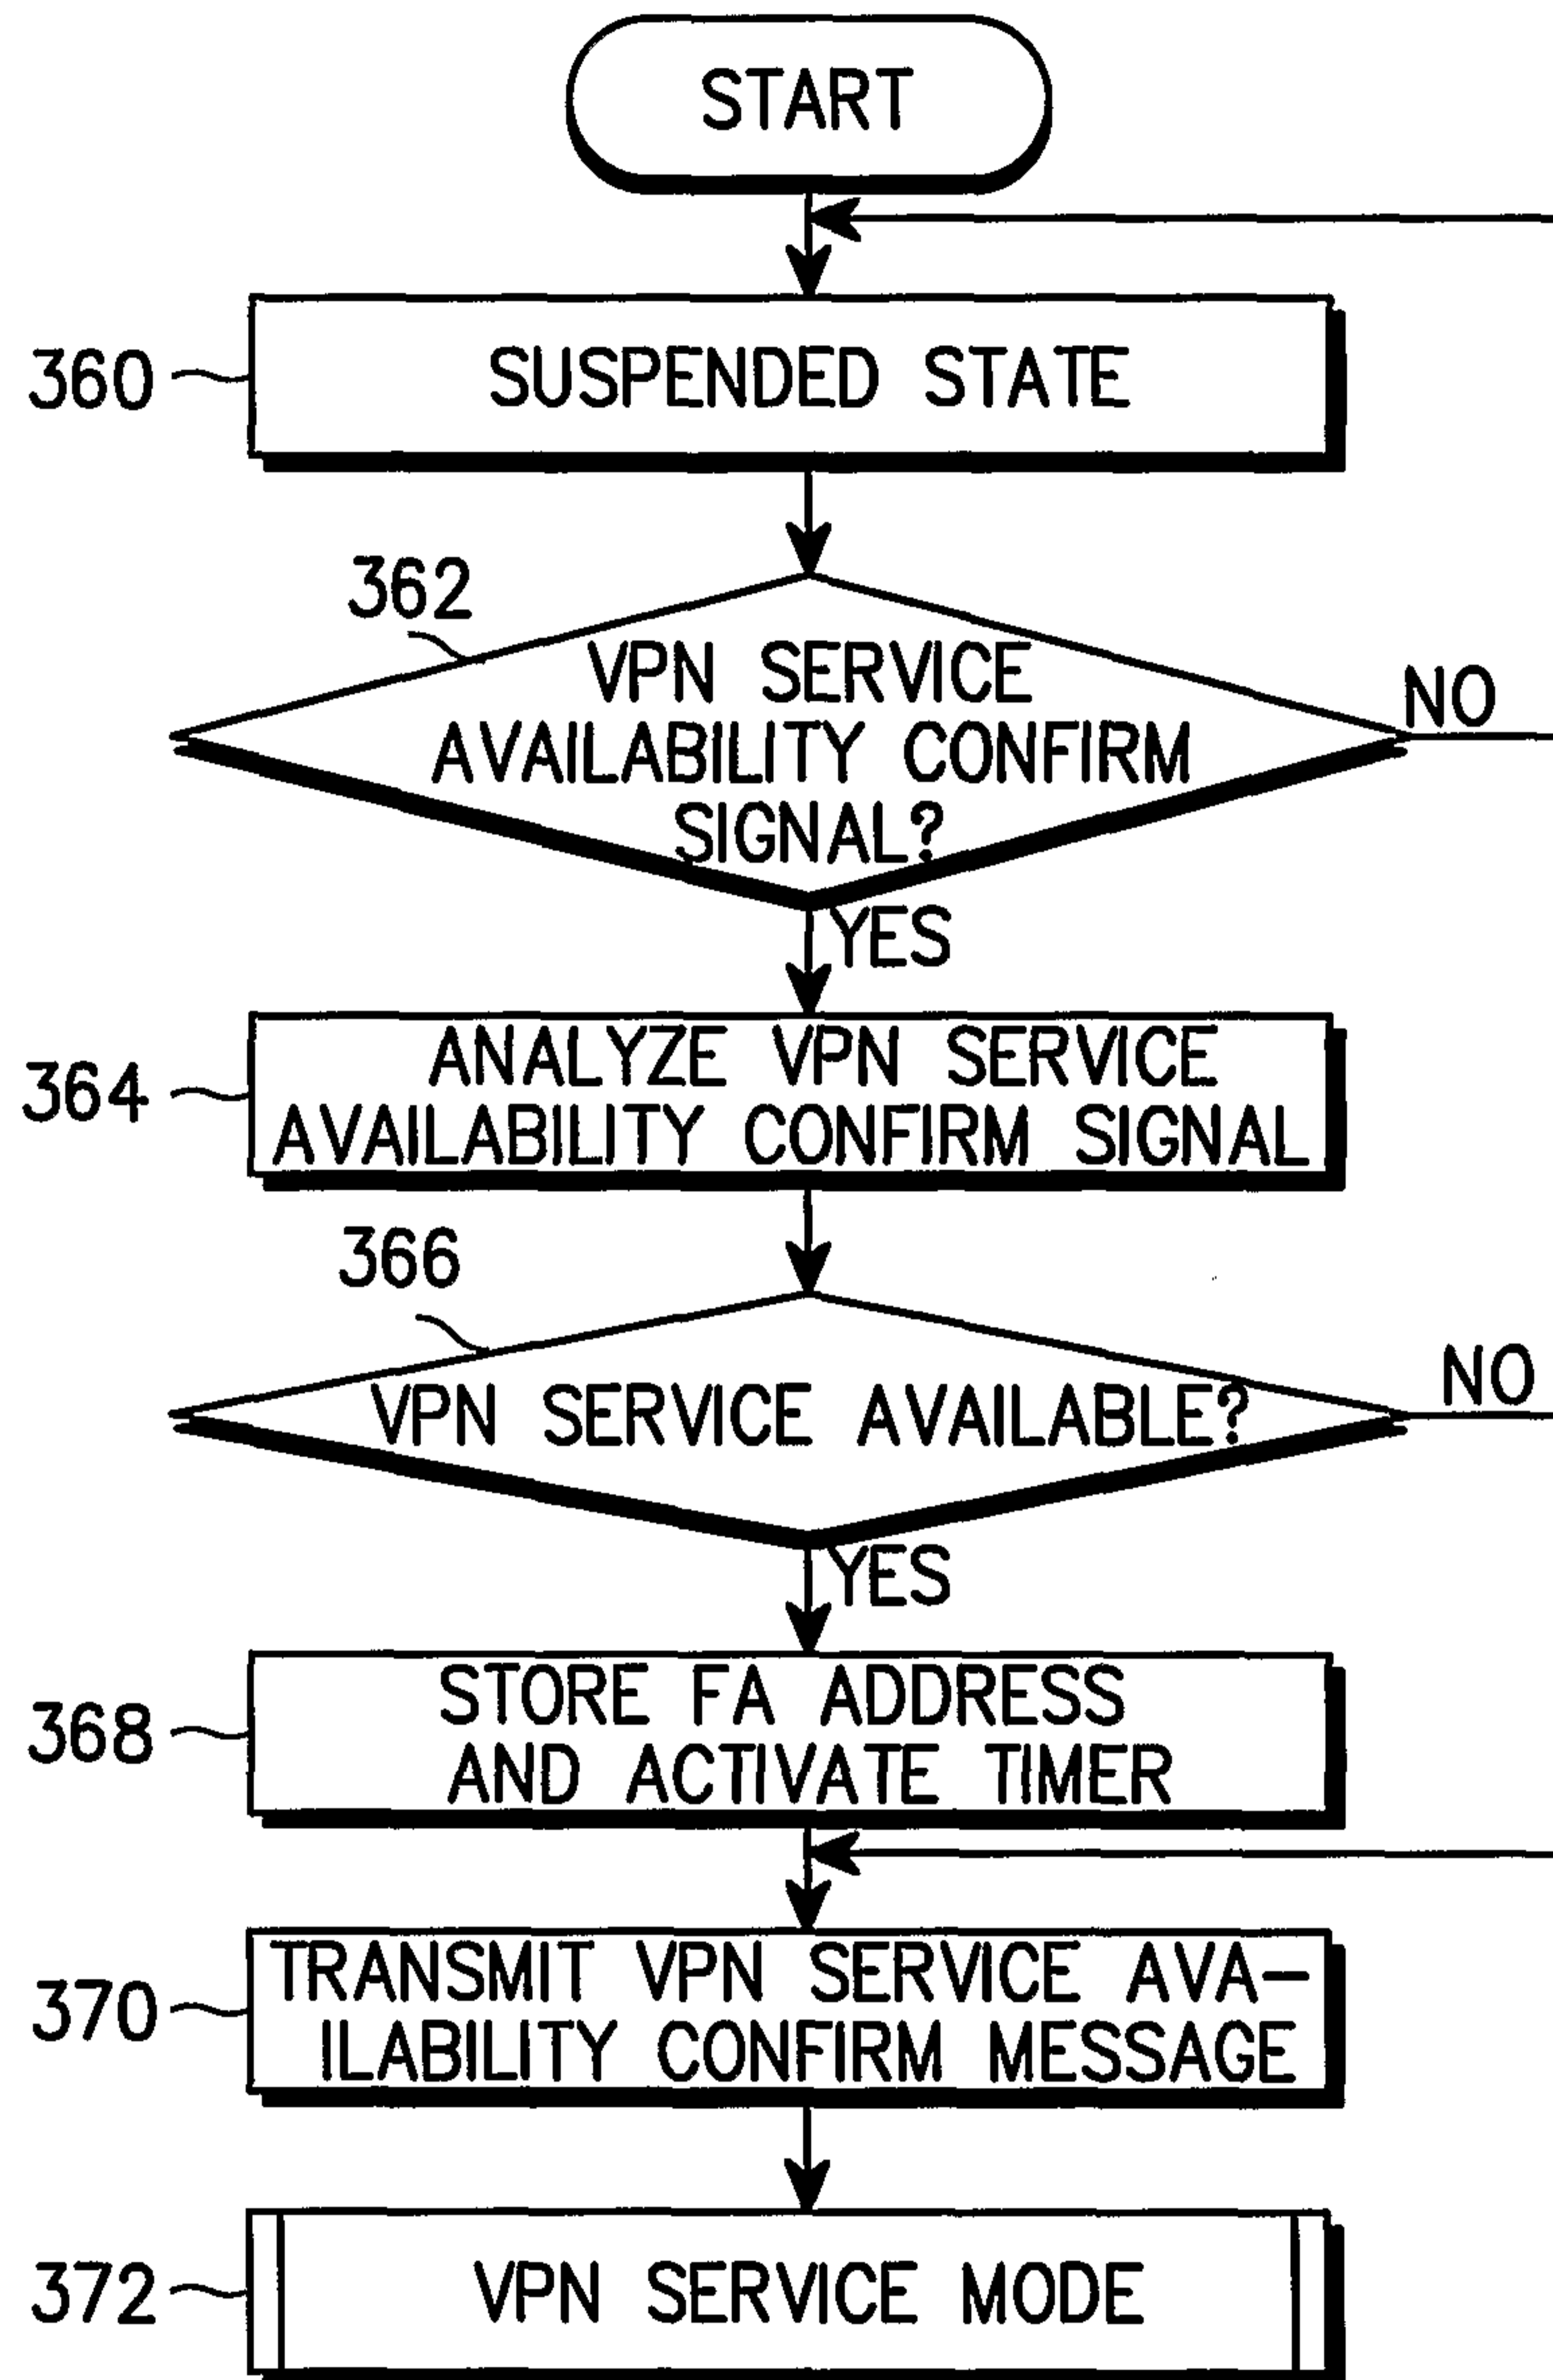 START
360
SUSPENDED STATE
362
VPN SERVICE
AVAILABILITY CONFIRM
SIGNAL?
NO
YES
364
ANALYZE VPN SERVICE
AVAILABILITY CONFIRM SIGNAL
366
VPN SERVICE AVAILABLE?
NO
YES
368
STORE FA ADDRESS
AND ACTIVATE TIMER
370
TRANSMIT VPN SERVICE AVA-
ILABILITY CONFIRM MESSAGE
372
VPN SERVICE MODE